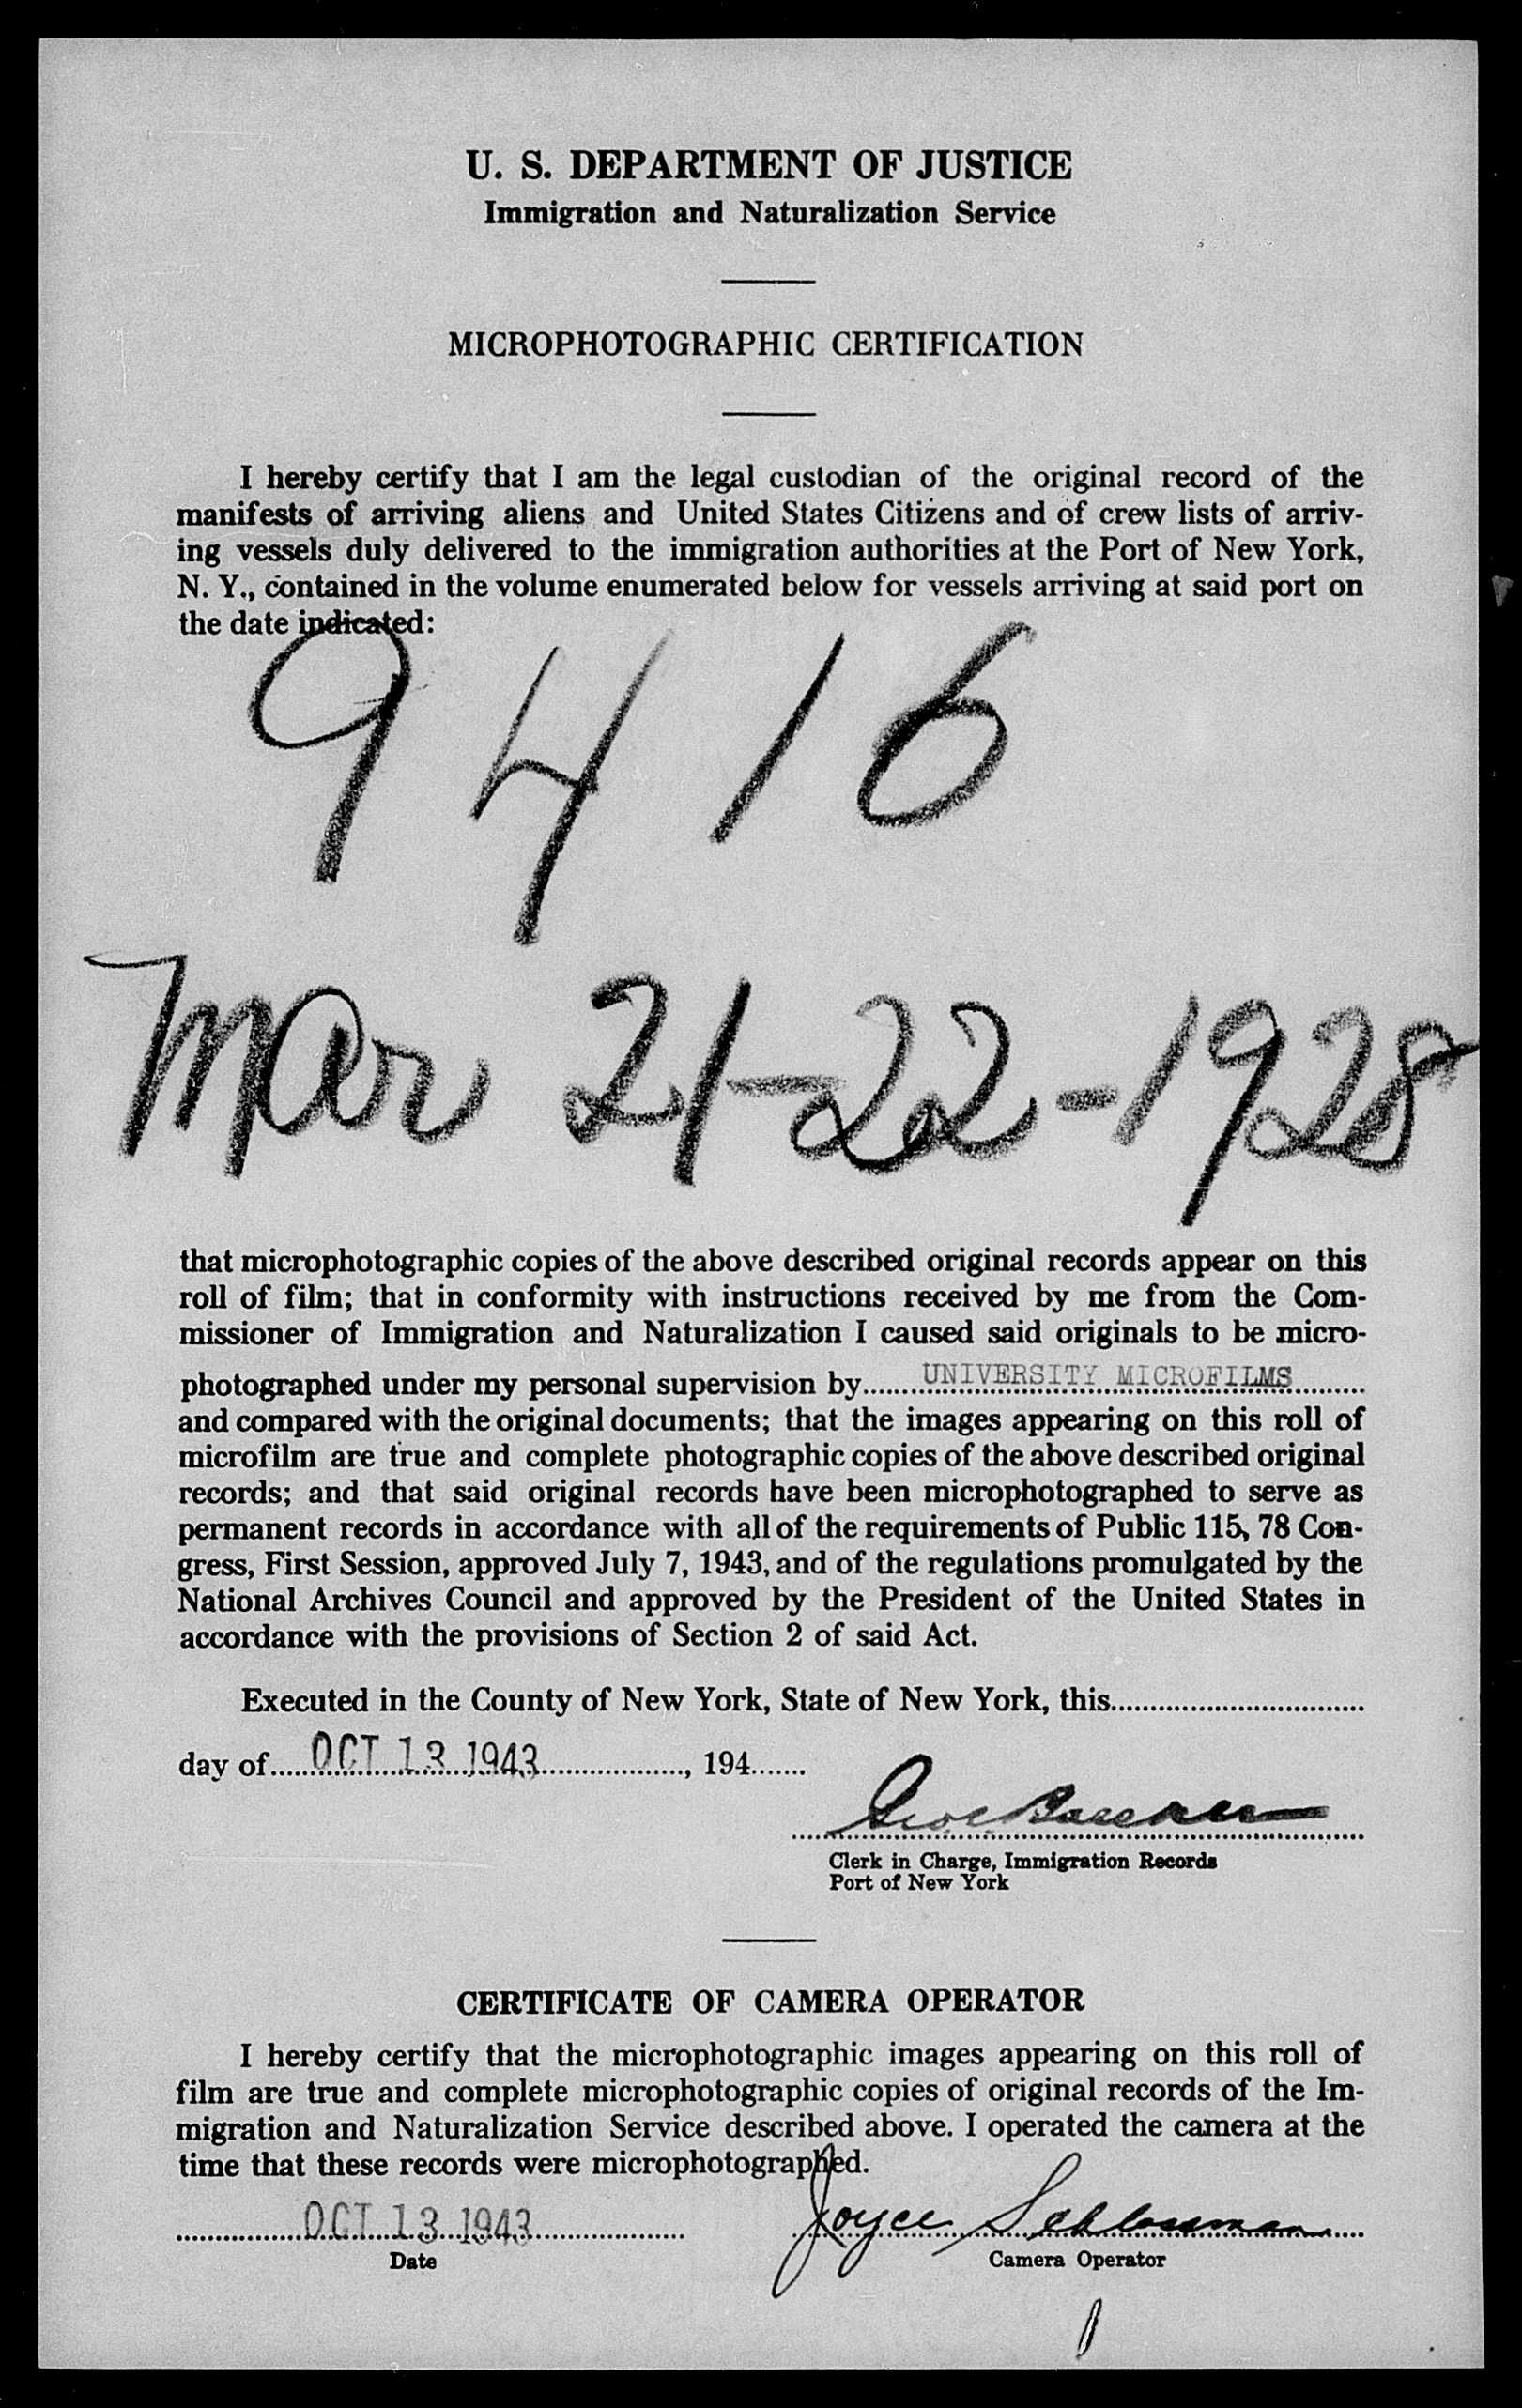 U. S. DEPARTMENT OF JUSTICE
Immigration and Naturalization Service
MICROPHOTOGRAPHIC CERTIFICATION
I hereby certify that I am the legal custodian of the original record of the
manifests of arriving aliens and United States Citizens and of crew lists of arriv-
ing vessels duly delivered to the immigration authorities at the Port of New York,
N. Y., contained in the volume enumerated below for vessels arriving at said port on
the date indicated:
9416
Mar 21-22-1928
that microphotographic copies of the above described original records appear on this
roll of film; that in conformity with instructions received by me from the Com-
missioner of Immigration and Naturalization I caused said originals to be micro-
photographed under my personal supervision by UNIVERSITY MICROFILMS
and compared with the original documents; that the images appearing on this roll of
microfilm are true and complete photographic copies of the above described original
records; and that said original records have been microphotographed to serve as
permanent records in accordance with all of the requirements of Public 115, 78 Con-
gress, First Session, approved July 7, 1943, and of the regulations promulgated by the
National Archives Council and approved by the President of the United States in
accordance with the provisions of Section 2 of said Act.
Executed in the County of New York, State of New York, this
day of OCT 13 1943, 194
Clerk in Charge, Immigration Records
Port of New York
CERTIFICATE OF CAMERA OPERATOR
I hereby certify that the microphotographic images appearing on this roll of
film are true and complete microphotographic copies of original records of the Im-
migration and Naturalization Service described above. I operated the camera at the
time that these records were microphotographed.
OCT 13 1943 Joyce
Date Camera Operator